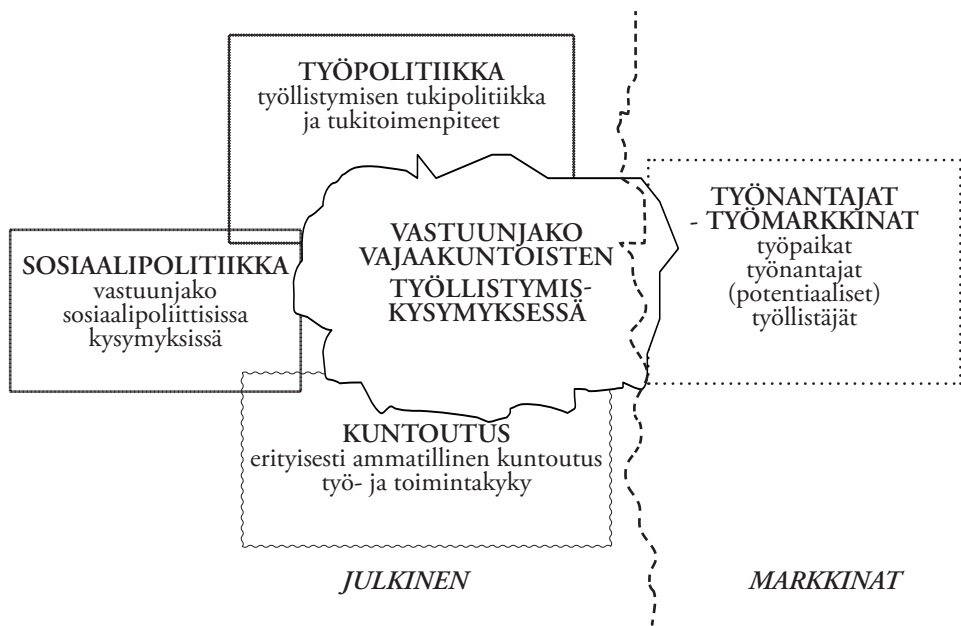 TYÖPOLITIIKKA
työllistymisen tukipolitiikka
ja tukitoimenpiteet
SOSIAALIPOLITIIKKA
vastuunjako
sosiaalipoliittisissa
kysymyksissä
VASTUUNJAKO
VAJAAKUNTOISTEN
TYÖLLISTYMIS-
KYSYMYKSESSÄ
TYÖNANTAJAT
- TYÖMARKKINAT
työpaikat
työnantajat
(potentiaaliset)
työllistäjät
KUNTOUTUS
erityisesti ammatillinen kuntoutus
työ- ja toimintakyky
JULKINEN
MARKKINAT